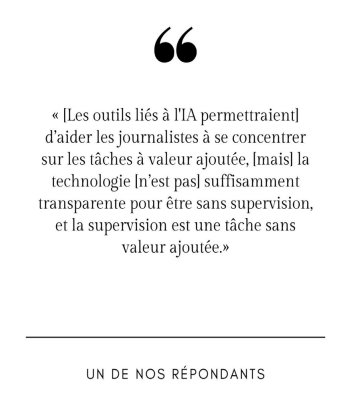 « [Les outils liés à l'IA permettraient]
d’aider les journalistes à se concentrer
sur les tâches à valeur ajoutée, [mais] la
technologie [n’est pas] suffisamment
transparente pour être sans supervision,
et la supervision est une tâche sans
valeur ajoutée.»
UN DE NOS RÉPONDANTS